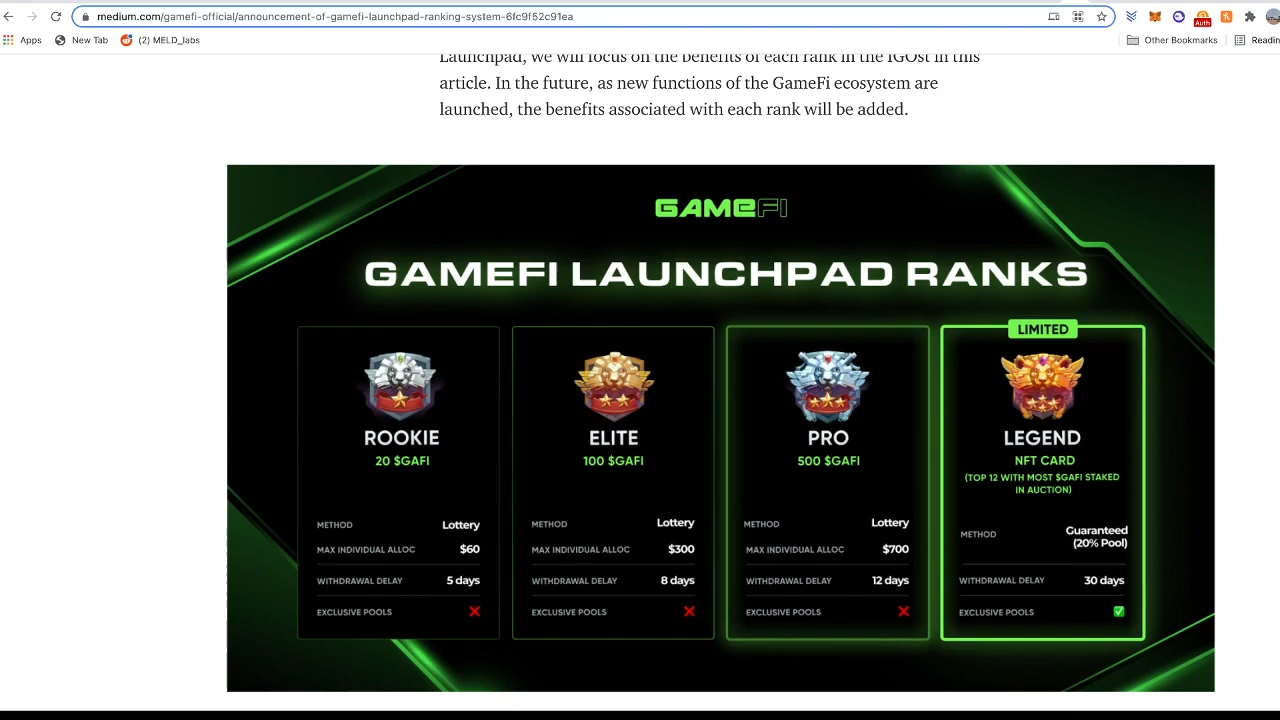 medium.com/gamefi-official/announcement-of-gamefi-launchpad-ranking-system-6fc9f52c91ea
Auth
Apps New Tab (2) MELD_labs Other Bookmarks Readin
Launchpad, we will focus on the benefits of each rank in the IGOst in this
article. In the future, as new functions of the GameFi ecosystem are
launched, the benefits associated with each rank will be added.
GAMEFI
GAMEFI LAUNCHPAD RANKS
ROOKIE
20 $GAFI
METHOD Lottery
MAX INDIVIDUAL ALLOC $60
WITHDRAWAL DELAY 5 days
EXCLUSIVE POOLS
ELITE
100 $GAFI
METHOD Lottery
MAX INDIVIDUAL ALLOC $300
WITHDRAWAL DELAY 8 days
EXCLUSIVE POOLS
PRO
500 $GAFI
METHOD Lottery
MAX INDIVIDUAL ALLOC $700
WITHDRAWAL DELAY 12 days
EXCLUSIVE POOLS
LIMITED
LEGEND
NFT CARD
(TOP 12 WITH MOST $GAFI STAKED
IN AUCTION)
METHOD Guaranteed
(20% Pool)
WITHDRAWAL DELAY 30 days
EXCLUSIVE POOLS